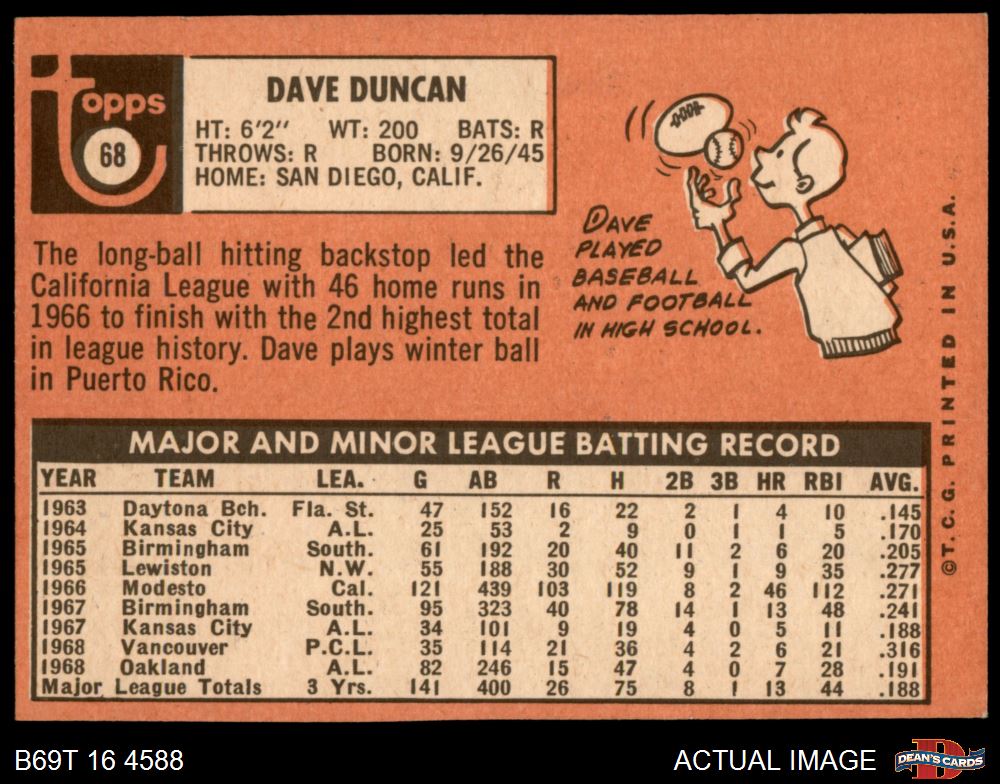 Topps
68
DAVE DUNCAN
HT: 6'2" WT: 200 BATS: R
THROWS: R BORN: 9/26/45
HOME: SAN DIEGO, CALIF.
The long-ball hitting backstop led the
California League with 46 home runs in
1966 to finish with the 2nd highest total
in league history. Dave plays winter ball
in Puerto Rico.
DAVE
PLAYED
BASEBALL
AND FOOTBALL
IN HIGH SCHOOL.
MAJOR AND MINOR LEAGUE BATTING RECORD
YEAR TEAM LEA. G AB R H 2B 3B HR RBI AVG.
1963 Daytona Bch. Fla. St. 47 152 16 22 2 1 4 10 .145
1964 Kansas City A.L. 25 53 2 9 0 1 1 5 .170
1965 Birmingham South. 61 192 20 40 11 2 6 20 .205
1965 Lewiston N.W. 55 188 30 52 9 1 9 35 .277
1966 Modesto Cal. 121 439 103 119 8 2 46 112 .271
1967 Birmingham South. 95 323 40 78 14 1 13 48 .241
1967 Kansas City A.L. 34 101 9 19 4 0 5 11 .188
1968 Vancouver P.C.L. 35 114 21 36 4 2 6 21 .316
1968 Oakland A.L. 82 246 15 47 4 0 7 28 .191
Major League Totals 3 Yrs. 141 400 26 75 8 1 13 44 .188
©T.C.G. PRINTED IN U.S.A.
B69T 16 4588
ACTUAL IMAGE
D
DEAN'S CARDS